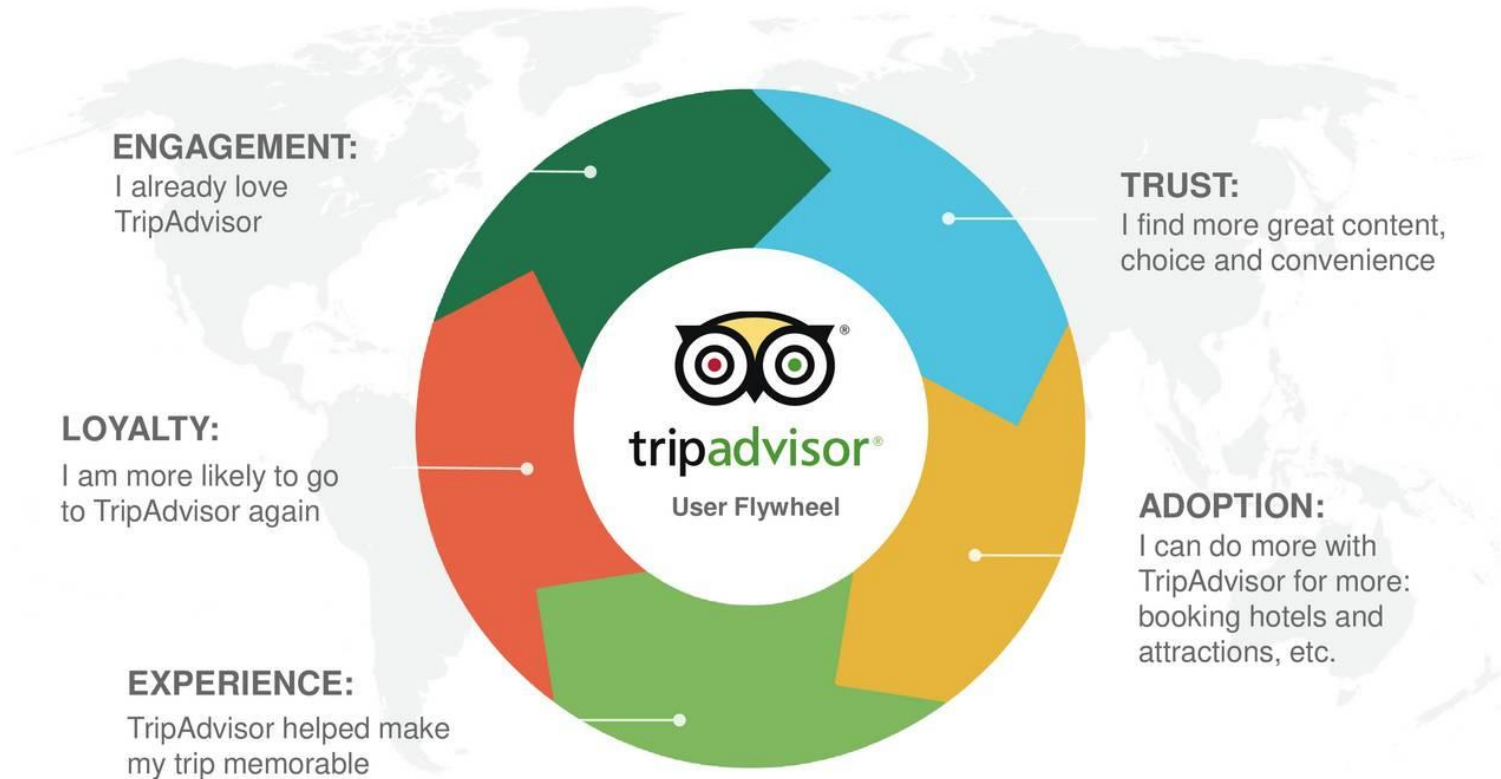 ENGAGEMENT:
I already love
TripAdvisor
TRUST:
I find more great content,
choice and convenience
®
tripadvisor®
User Flywheel
LOYALTY:
I am more likely to go
to TripAdvisor again
ADOPTION:
I can do more with
TripAdvisor for more:
booking hotels and
attractions, etc.
EXPERIENCE:
TripAdvisor helped make
my trip memorable